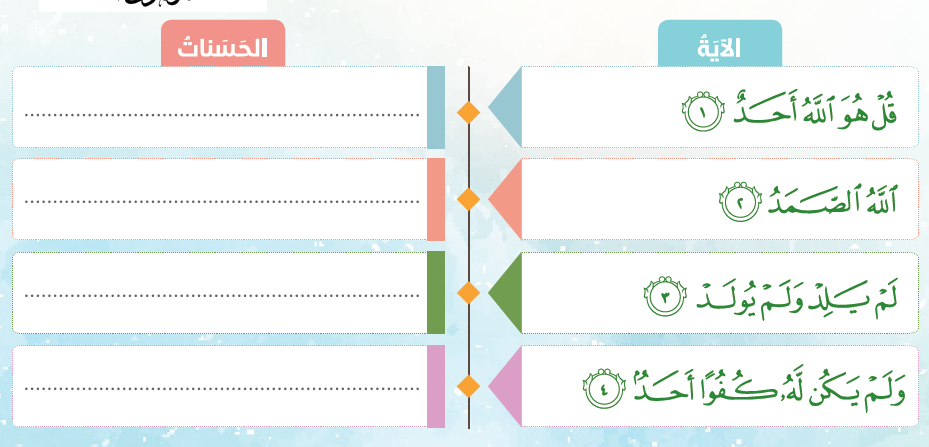 الآيَةُ
الحَسَناتُ
قُلۡ هُوَ ٱللَّهُ أَحَدٌ ١
ٱللَّهُ ٱلصَّمَدُ ٢
لَمۡ يَلِدۡ وَلَمۡ يُولَدۡ ٣
وَلَمۡ يَكُن لَّهُۥ كُفُوًا أَحَدُۢ ٤